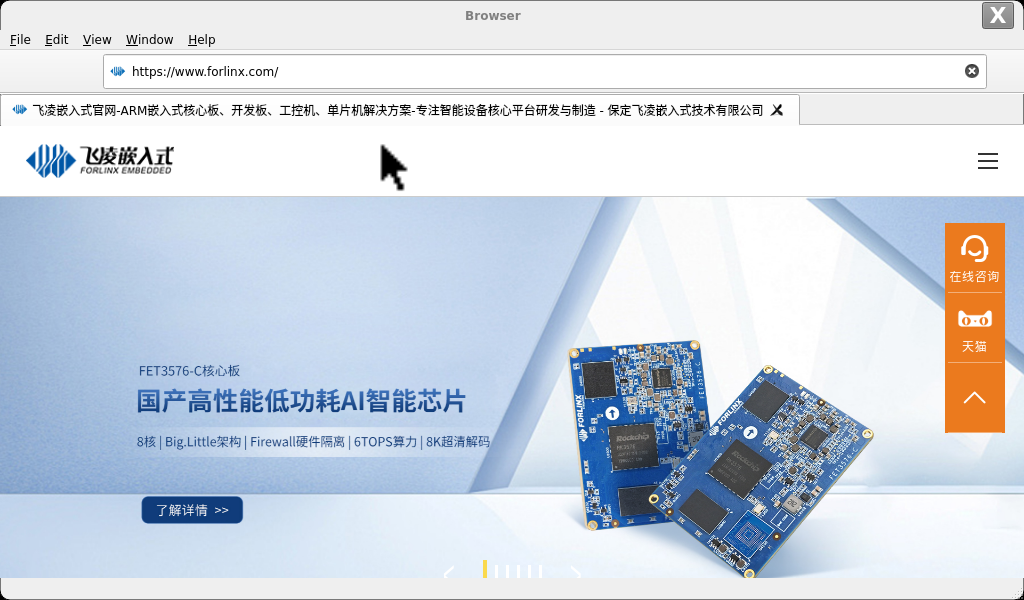 Browser
X
File Edit View Window Help
https://www.forlinx.com/
飞凌嵌入式官网-ARM嵌入式核心板、开发板、工控机、单片机解决方案-专注智能设备核心平台研发与制造 - 保定飞凌嵌入式技术有限公司
飞凌嵌入式
FORLINX EMBEDDED
在线咨询
天猫
FET3576-C核心板
国产高性能低功耗AI智能芯片
8核 | Big.Little架构 | Firewall硬件隔离 | 6TOPS算力 | 8K超清解码
了解详情 >>
FORLINX
Rockchip
RK3576
FET3576-C
FORLINX
Rockchip
FET3576-C